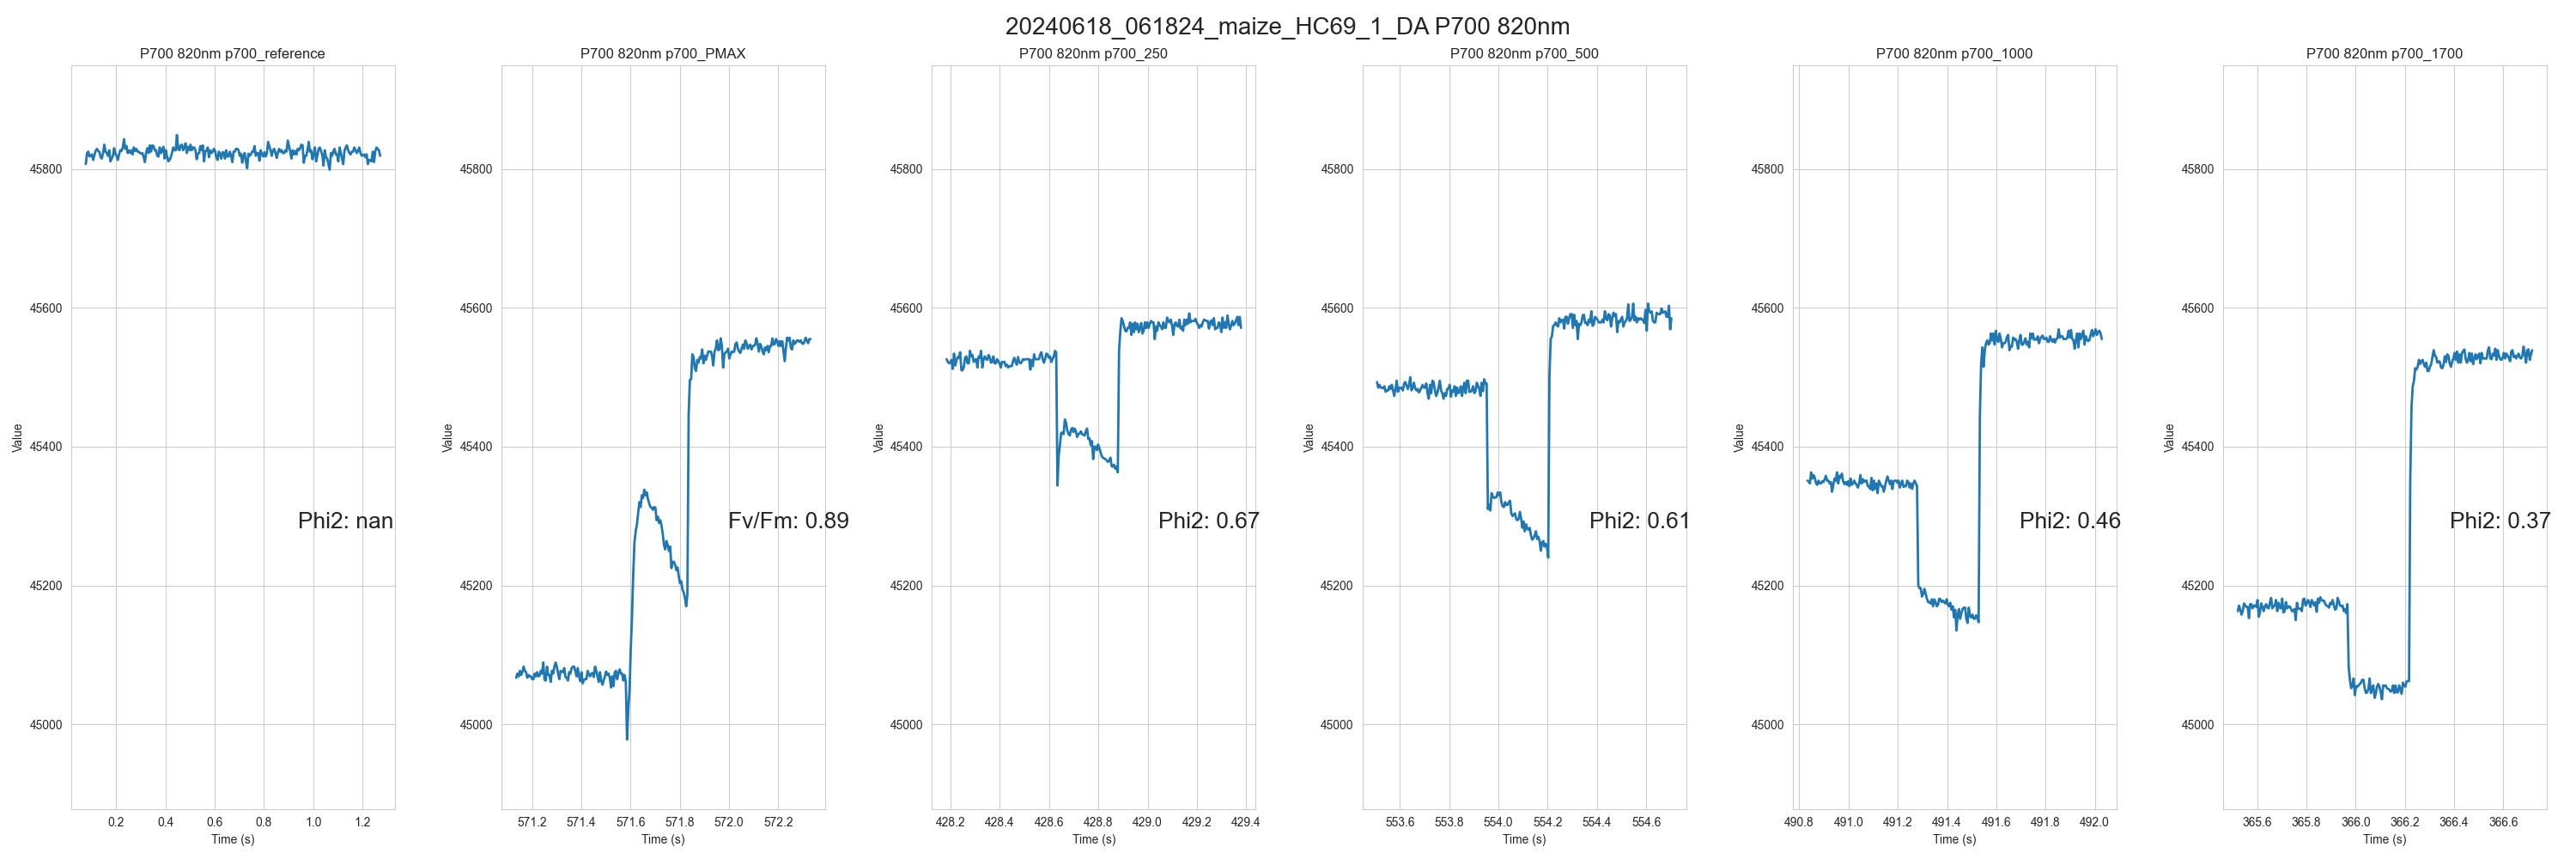 20240618_061824_maize_HC69_1_DA P700 820nm
P700 820nm p700_reference
45800
45600
45400
45200
45000
Value
Phi2: nan
0.2 0.4 0.6 0.8 1.0 1.2
Time (s)
P700 820nm p700_PMAX
45800
45600
45400
45200
45000
Value
Fv/Fm: 0.89
571.2 571.4 571.6 571.8 572.0 572.2
Time (s)
P700 820nm p700_250
45800
45600
45400
45200
45000
Value
Phi2: 0.67
428.2 428.4 428.6 428.8 429.0 429.2 429.4
Time (s)
P700 820nm p700_500
45800
45600
45400
45200
45000
Value
Phi2: 0.61
553.6 553.8 554.0 554.2 554.4 554.6
Time (s)
P700 820nm p700_1000
45800
45600
45400
45200
45000
Value
Phi2: 0.46
490.8 491.0 491.2 491.4 491.6 491.8 492.0
Time (s)
P700 820nm p700_1700
45800
45600
45400
45200
45000
Value
Phi2: 0.37
365.6 365.8 366.0 366.2 366.4 366.6
Time (s)